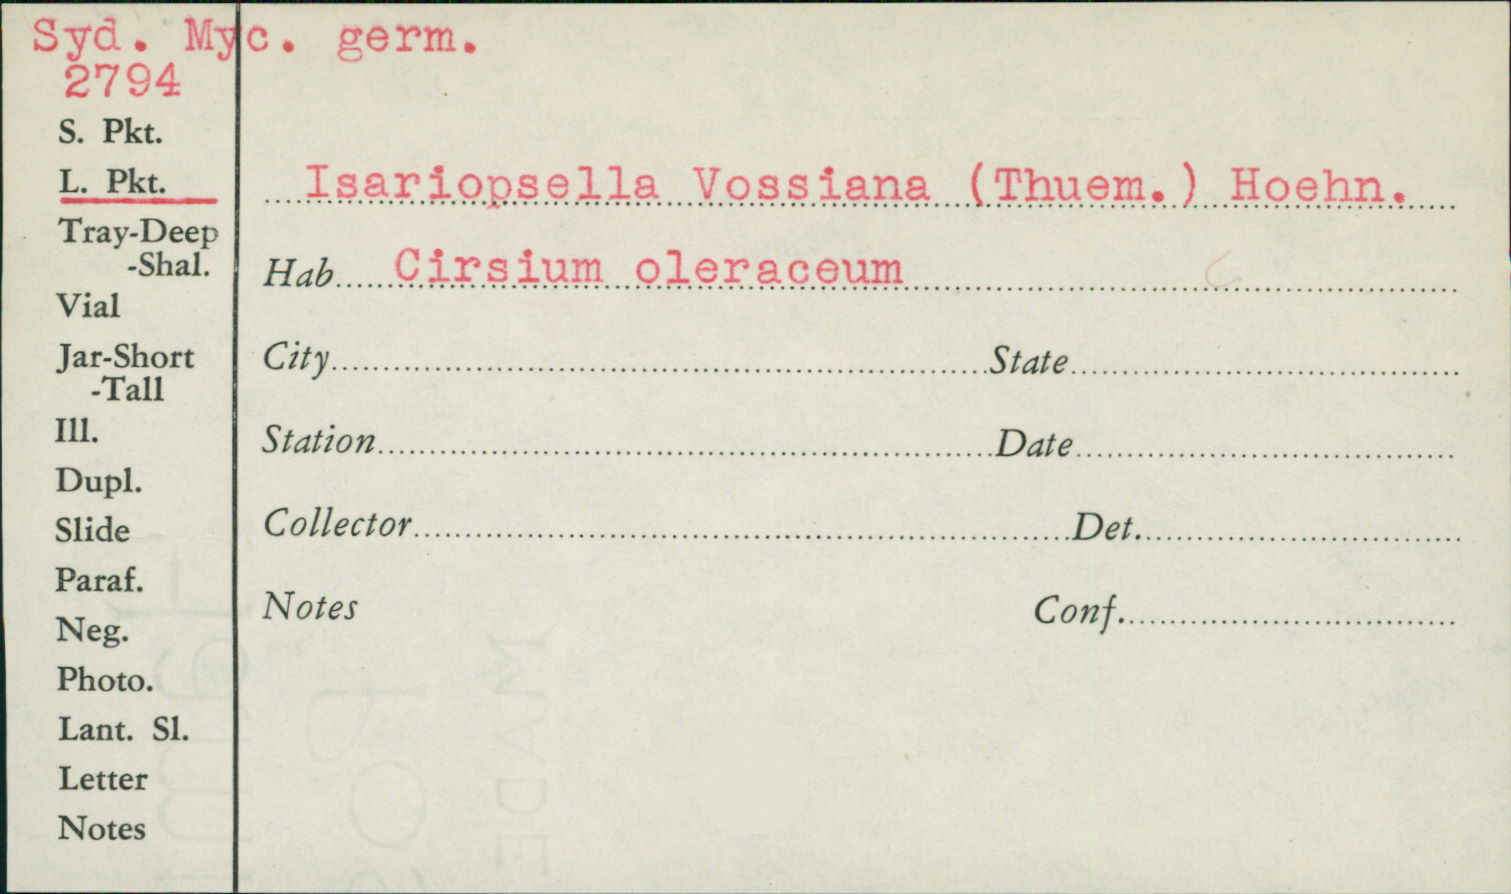 Syd. Myc. germ.
2794
S. Pkt.
L. Pkt.
Tray-Deep
-Shal.
Vial
Jar-Short
-Tall
Ill.
Dupl.
Slide
Paraf.
Neg.
Photo.
Lant. Sl.
Letter
Notes
Isariopsella Vossiana (Thuem.) Hoehn.
Hab Cirsium oleraceum
City State
Station Date
Collector Det.
Notes Conf.
MADE